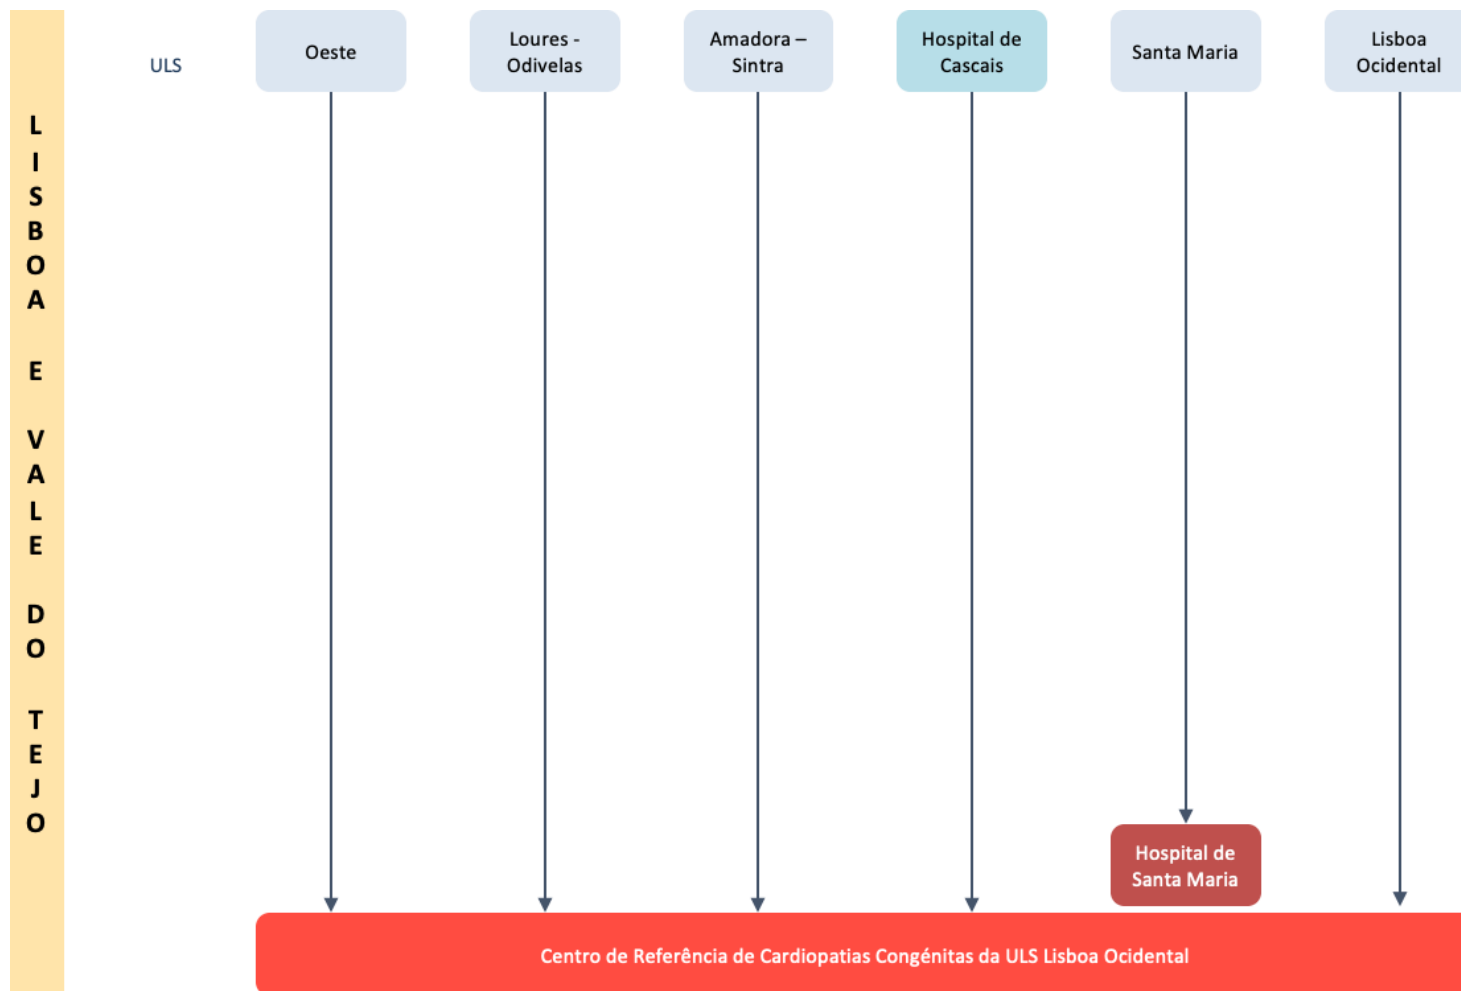 LISBOA E VALE DO TEJO
ULS
Oeste
Loures -
Odivelas
Amadora –
Sintra
Hospital de
Cascais
Santa Maria
Lisboa
Ocidental
Hospital de
Santa Maria
Centro de Referência de Cardiopatias Congénitas da ULS Lisboa Ocidental